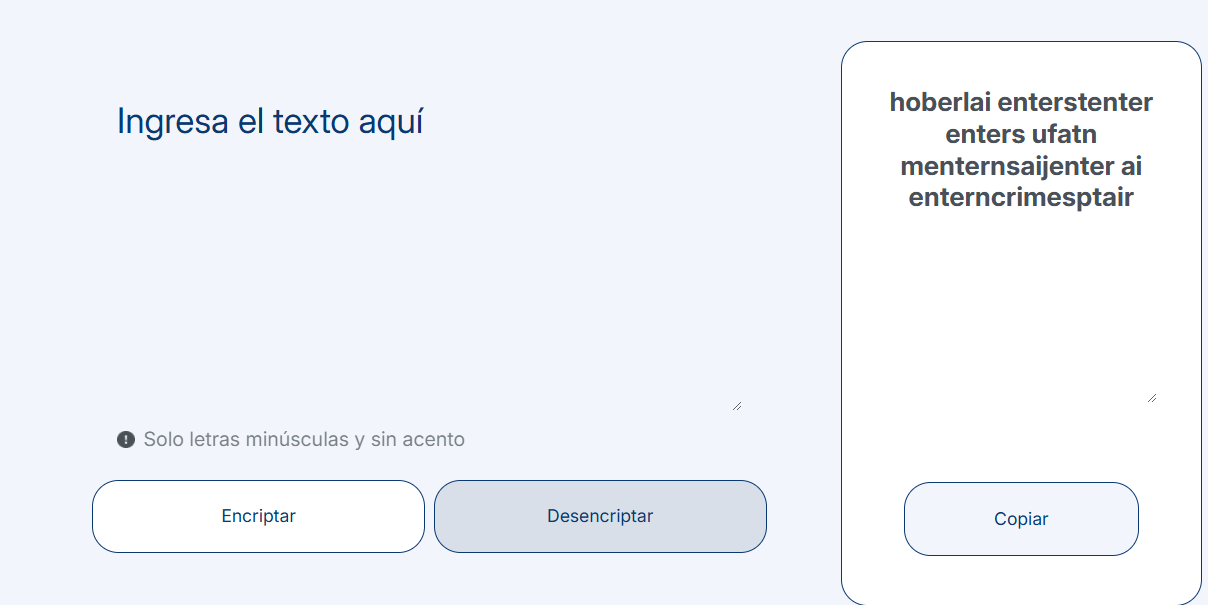 Ingresa el texto aquí
Solo letras minúsculas y sin acento
Encriptar
Desencriptar
hoberlai enterstenter
enters ufatn
menternsaijenter ai
enterncrimesptair
Copiar